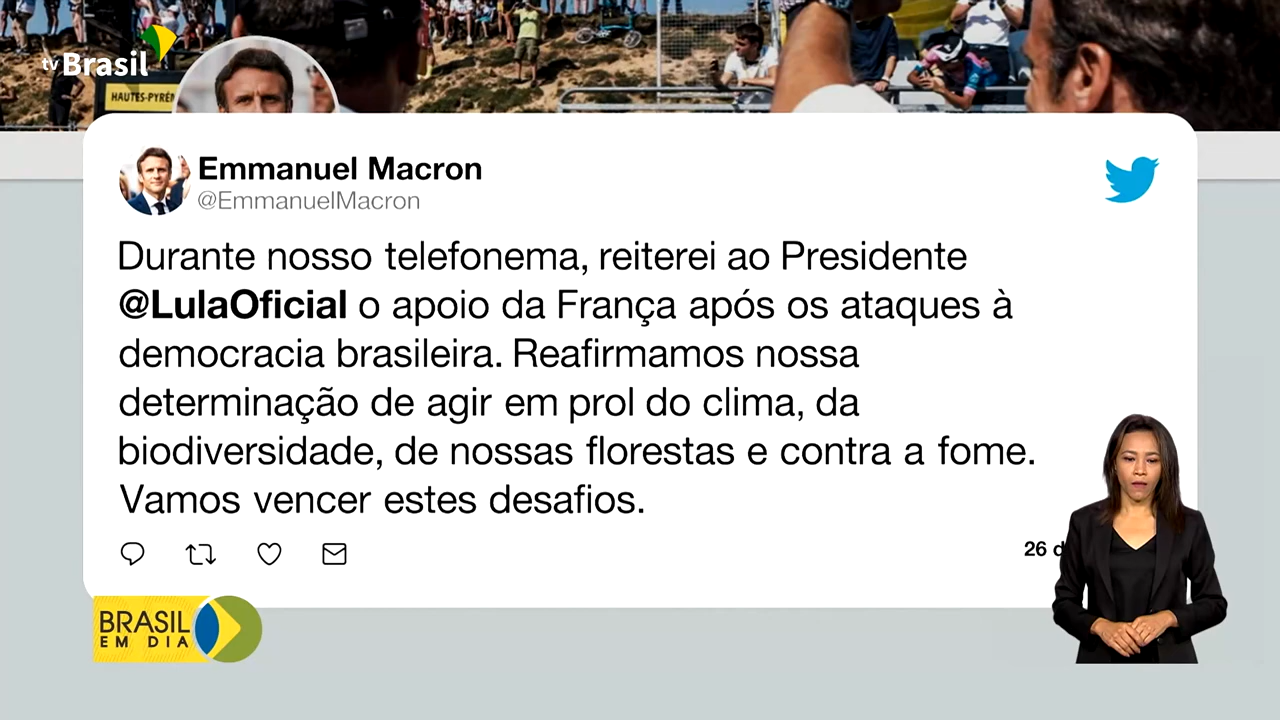 tv Brasil
HAUTES-PYRÉN
Emmanuel Macron
@EmmanuelMacron
Durante nosso telefonema, reiterei ao Presidente
@LulaOficial o apoio da França após os ataques à
democracia brasileira. Reafirmamos nossa
determinação de agir em prol do clima, da
biodiversidade, de nossas florestas e contra a fome.
Vamos vencer estes desafios.
26 d
BRASIL
EM DIA